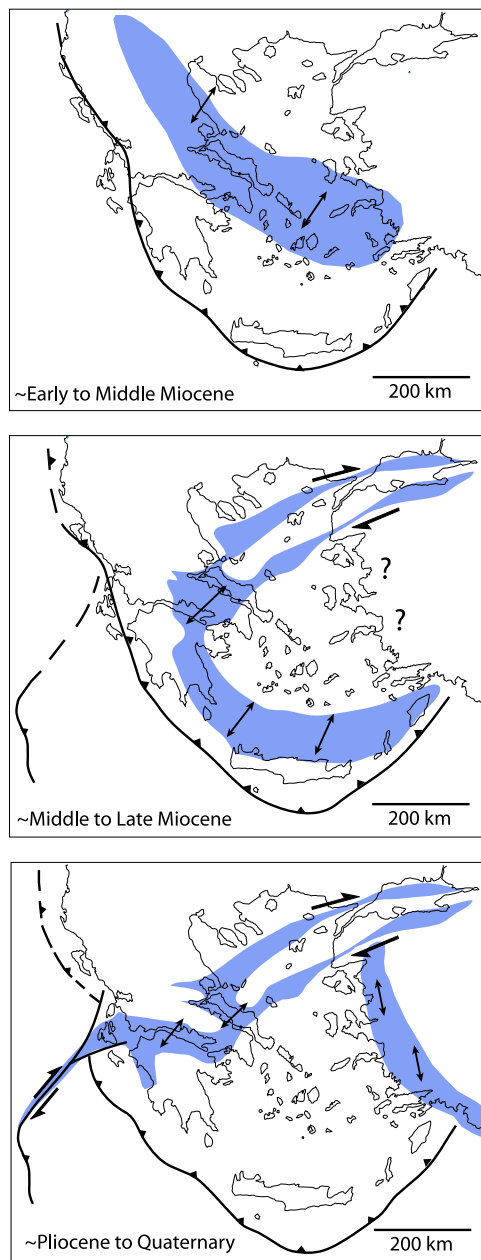 ~Early to Middle Miocene
200 km
?
?
~Middle to Late Miocene
200 km
~Pliocene to Quaternary
200 km